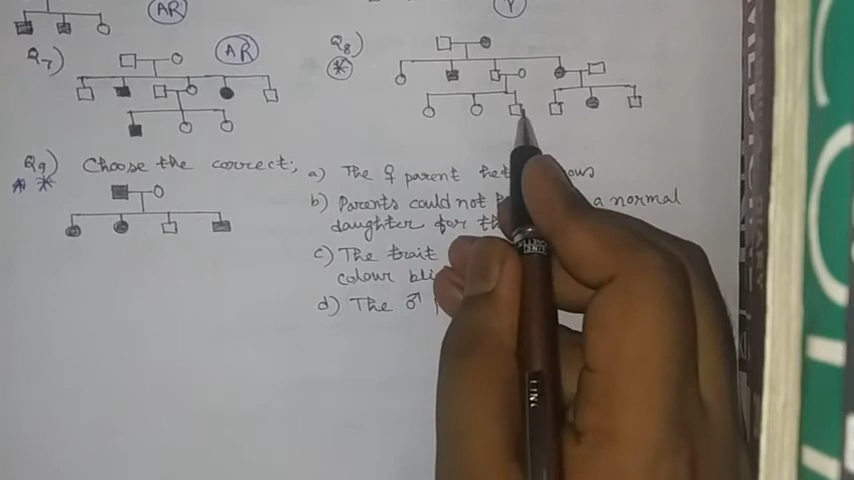 AR
Y
Q7)
AR
Q8)
*
Q9) Choose the correct;
*
a) The ♀ parent
b) Parents could not a normal
daughter for
c) The trait
colour
d) The ♂
LINC